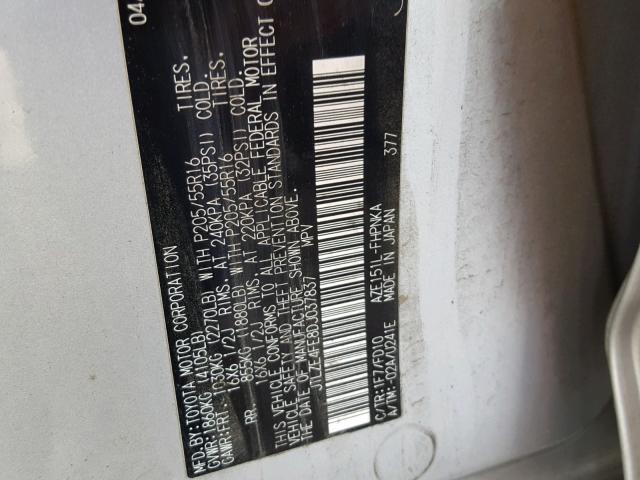 04
MFD.BY:TOYOTA MOTOR CORPORATION
GVWR:1860KG (4105LB)
GAWR:FRT. 1030KG (2270LB) WITH P205/55R16 TIRES.
16X6 1/2J RIMS. AT 240KPA (35PSI) COLD.
RR. 855KG (1880LB) WITH P205/55R16 TIRES.
16X6 1/2J RIMS. AT 220KPA (32PSI) COLD.
THIS VEHICLE CONFORMS TO ALL APPLICABLE FEDERAL MOTOR
VEHICLE SAFETY AND THEFT PREVENTION STANDARDS IN EFFECT O
THE DATE OF MANUFACTURE SHOWN ABOVE.
JTLZE4FE8DJ037837 MPV
377
C/TR:1F7/FD10 AZE151L-FHPNKA
A/TM:-02A/0241E MADE IN JAPAN